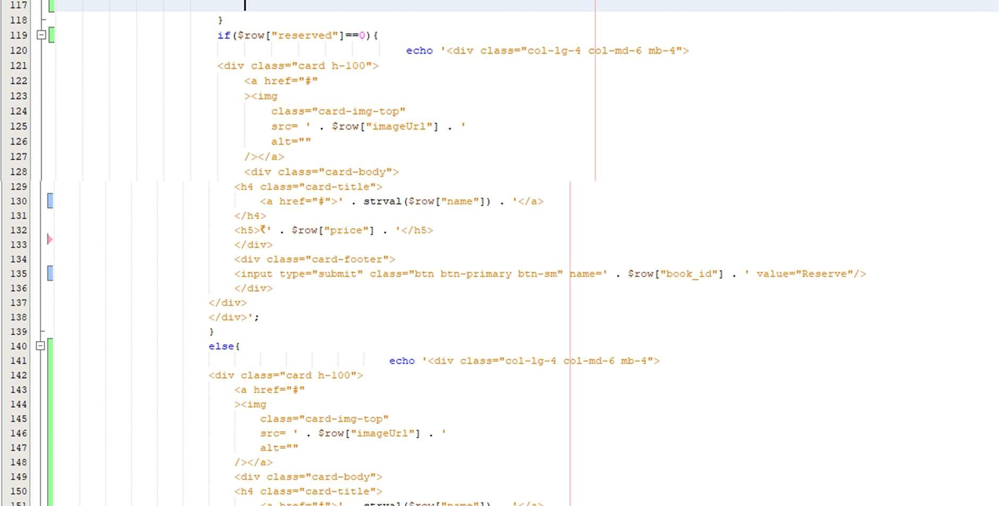 117
118 }
119 if($row["reserved"]==0){
120 echo '<div class="col-lg-4 col-md-6 mb-4">
121 <div class="card h-100">
122 <a href="#"
123 ><img
124 class="card-img-top"
125 src= ' . $row["imageUrl"] . '
126 alt=""
127 /></a>
128 <div class="card-body">
129 <h4 class="card-title">
130 <a href="#">' . strval($row["name"]) . '</a>
131 </h4>
132 <h5>₹' . $row["price"] . '</h5>
133 </div>
134 <div class="card-footer">
135 <input type="submit" class="btn btn-primary btn-sm" name=' . $row["book_id"] . ' value="Reserve"/>
136 </div>
137 </div>
138 </div>';
139 }
140 else{
141 echo '<div class="col-lg-4 col-md-6 mb-4">
142 <div class="card h-100">
143 <a href="#"
144 ><img
145 class="card-img-top"
146 src= ' . $row["imageUrl"] . '
147 alt=""
148 /></a>
149 <div class="card-body">
150 <h4 class="card-title">
151 <a href="#">' . strval($row["name"]) . '</a>